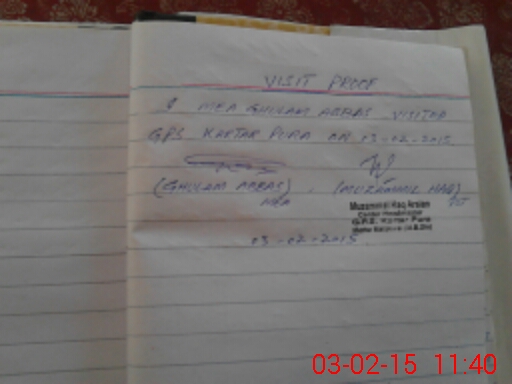 VISIT PROOF
I MEA GHULAM ABBAS VISITED
GPS KARTAR PURA ON 03-02-2015.
(GHULAM ABBAS) . (MUZAMMIL HAQ)
MEA
Muzammil Haq Arslan
G.P.S. Kartar Pura
03-02-2015
03-02-15 11:40